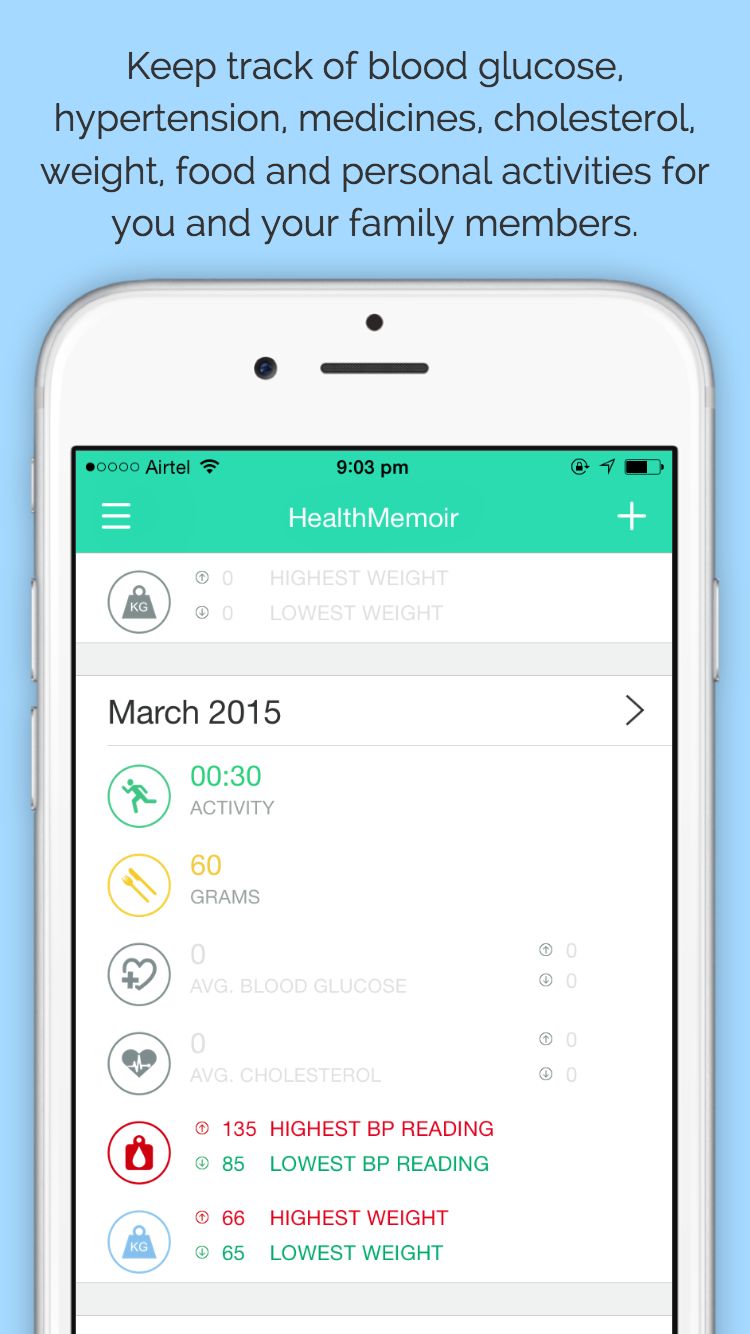 Keep track of blood glucose,
hypertension, medicines, cholesterol,
weight, food and personal activities for
you and your family members.
Airtel 9:03 pm
HealthMemoir
KG
0 HIGHEST WEIGHT
0 LOWEST WEIGHT
March 2015
00:30
ACTIVITY
60
GRAMS
0 0
AVG. BLOOD GLUCOSE 0
0 0
AVG. CHOLESTEROL 0
135 HIGHEST BP READING
85 LOWEST BP READING
KG
66 HIGHEST WEIGHT
65 LOWEST WEIGHT